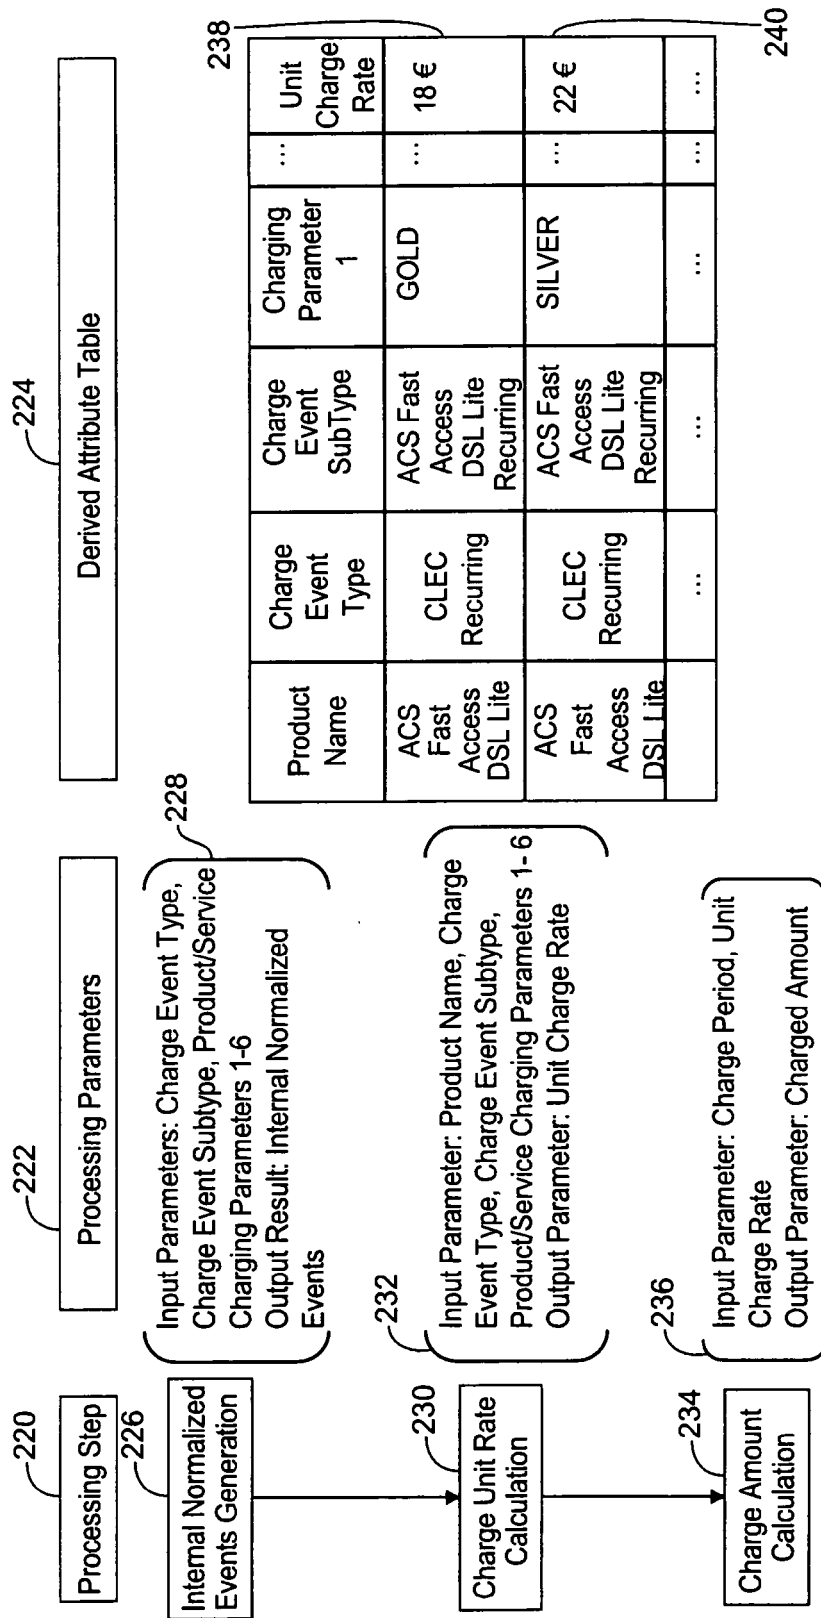 220
Processing Step
222
Processing Parameters
224
Derived Attribute Table
226
Internal Normalized
Events Generation
228
Input Parameters: Charge Event Type,
Charge Event Subtype, Product/Service
Charging Parameters 1-6
Output Result: Internal Normalized
Events
230
Charge Unit Rate
Calculation
232
Input Parameter: Product Name, Charge
Event Type, Charge Event Subtype,
Product/Service Charging Parameters 1- 6
Output Parameter: Unit Charge Rate
234
Charge Amount
Calculation
236
Input Parameter: Charge Period, Unit
Charge Rate
Output Parameter: Charged Amount
Product
Name
Charge
Event
Type
Charge
Event
SubType
Charging
Parameter
1
...
Unit
Charge
Rate
ACS
Fast
Access
DSL Lite
CLEC
Recurring
ACS Fast
Access
DSL Lite
Recurring
GOLD
...
18 €
238
ACS
Fast
Access
DSL Lite
CLEC
Recurring
ACS Fast
Access
DSL Lite
Recurring
SILVER
...
22 €
240
...
...
...
...
...